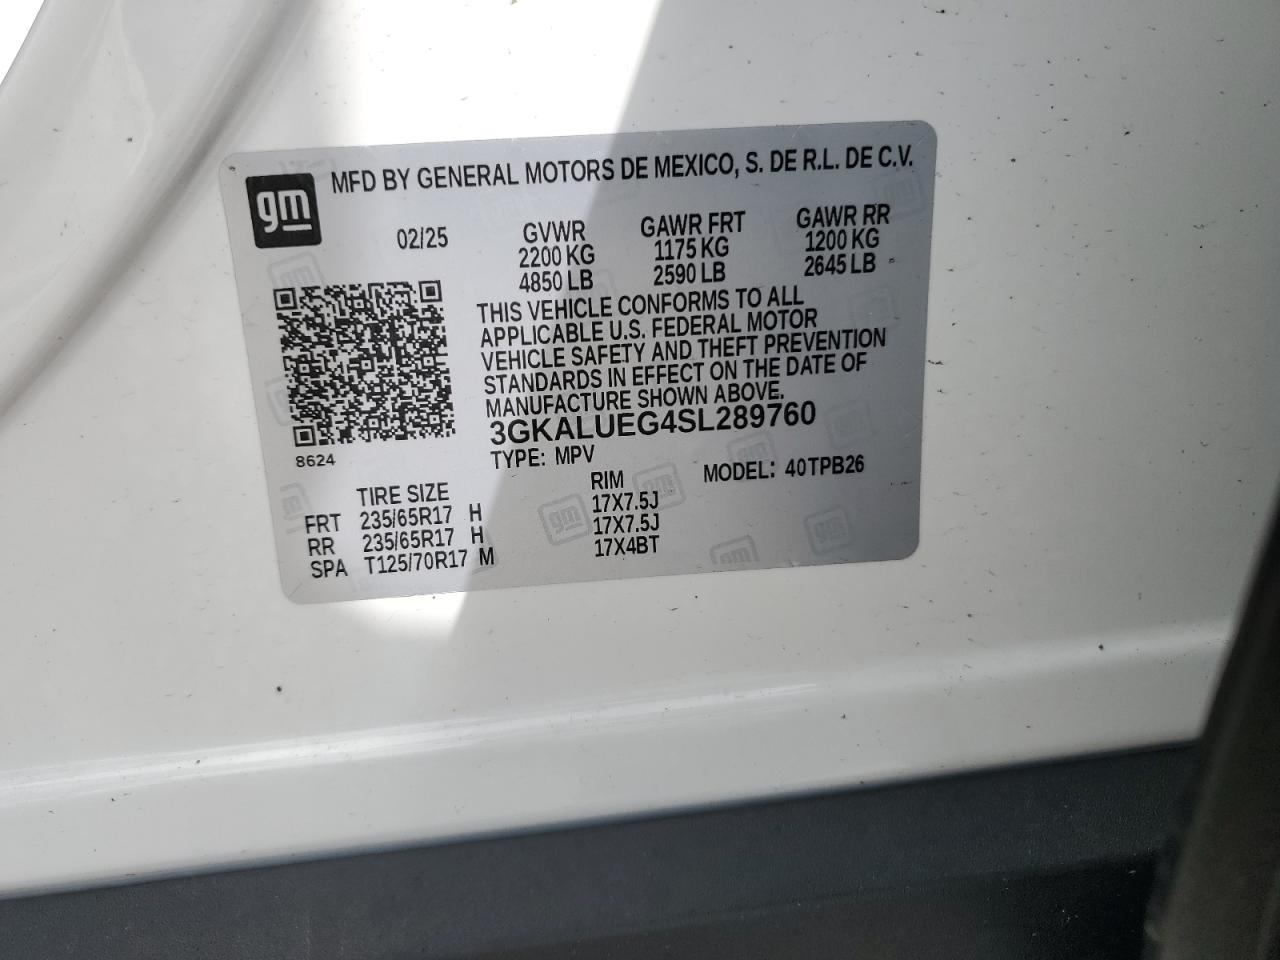 gm
MFD BY GENERAL MOTORS DE MEXICO, S. DE R.L. DE C.V.
02/25
GVWR GAWR FRT GAWR RR
2200 KG 1175 KG 1200 KG
4850 LB 2590 LB 2645 LB
THIS VEHICLE CONFORMS TO ALL
APPLICABLE U.S. FEDERAL MOTOR
VEHICLE SAFETY AND THEFT PREVENTION
STANDARDS IN EFFECT ON THE DATE OF
MANUFACTURE SHOWN ABOVE.
3GKALUEG4SL289760
8624
TYPE: MPV MODEL: 40TPB26
TIRE SIZE RIM
FRT 235/65R17 H 17X7.5J
RR 235/65R17 H 17X7.5J
SPA T125/70R17 M 17X4BT